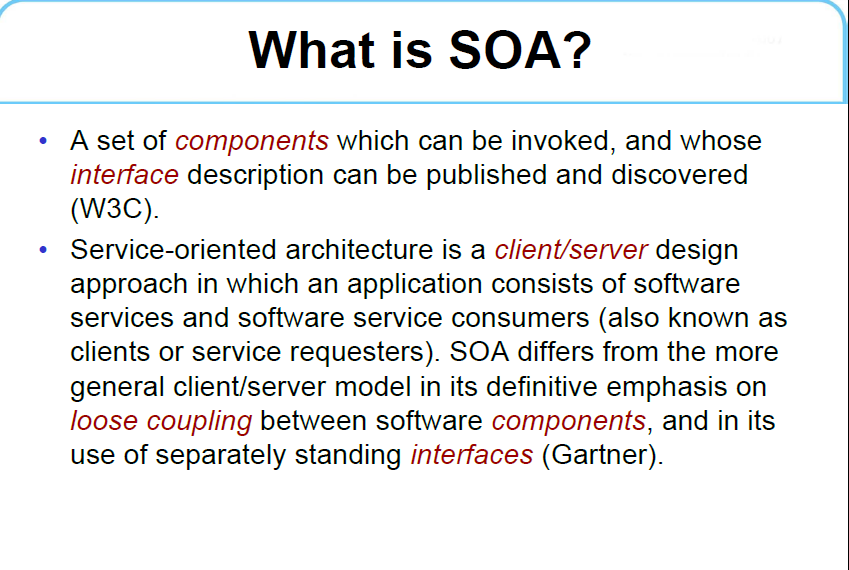 What is SOA?
• A set of components which can be invoked, and whose
interface description can be published and discovered
(W3C).
• Service-oriented architecture is a client/server design
approach in which an application consists of software
services and software service consumers (also known as
clients or service requesters). SOA differs from the more
general client/server model in its definitive emphasis on
loose coupling between software components, and in its
use of separately standing interfaces (Gartner).